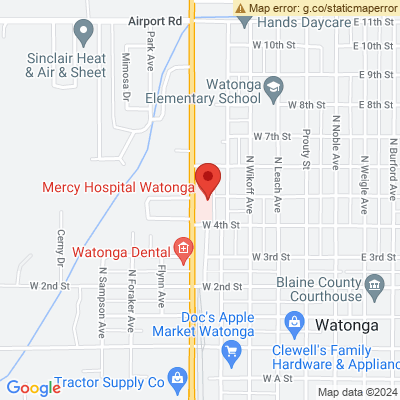 Map error: g.co/staticmaperror
Airport Rd
Hands Daycare
E 11th St
W 10th St
E 10th St
Sinclair Heat
& Air & Sheet
Park Ave
Mimosa Dr
E 9th St
Watonga
Elementary School
W 8th St
E 8th St
W 7th St
E 7th St
Prouty St
N Noble Ave
N Wikoff Ave
N Leach Ave
N Weigle Ave
N Burford Ave
Mercy Hospital Watonga
W 4th St
Watonga Dental
Cerny Dr
N Sampson Ave
N Foraker Ave
Flynn Ave
W 3rd St
E 3rd St
W 2nd St
W 2nd St
Blaine County
Courthouse
Doc's Apple
Market Watonga
Watonga
Clewell's Family
Hardware & Applianc
Tractor Supply Co
W A St
E A St
Google
Map data ©2024